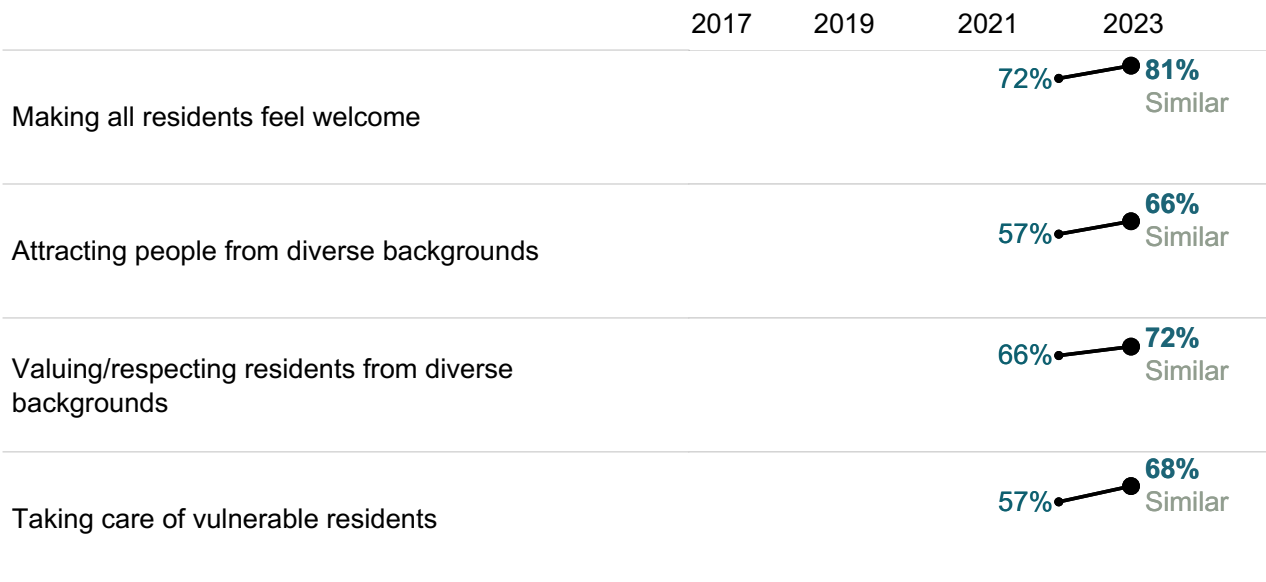 2017 2019 2021 2023
72% 81%
Similar
Making all residents feel welcome
66%
57% Similar
Attracting people from diverse backgrounds
72%
66% Similar
Valuing/respecting residents from diverse
backgrounds
68%
57% Similar
Taking care of vulnerable residents